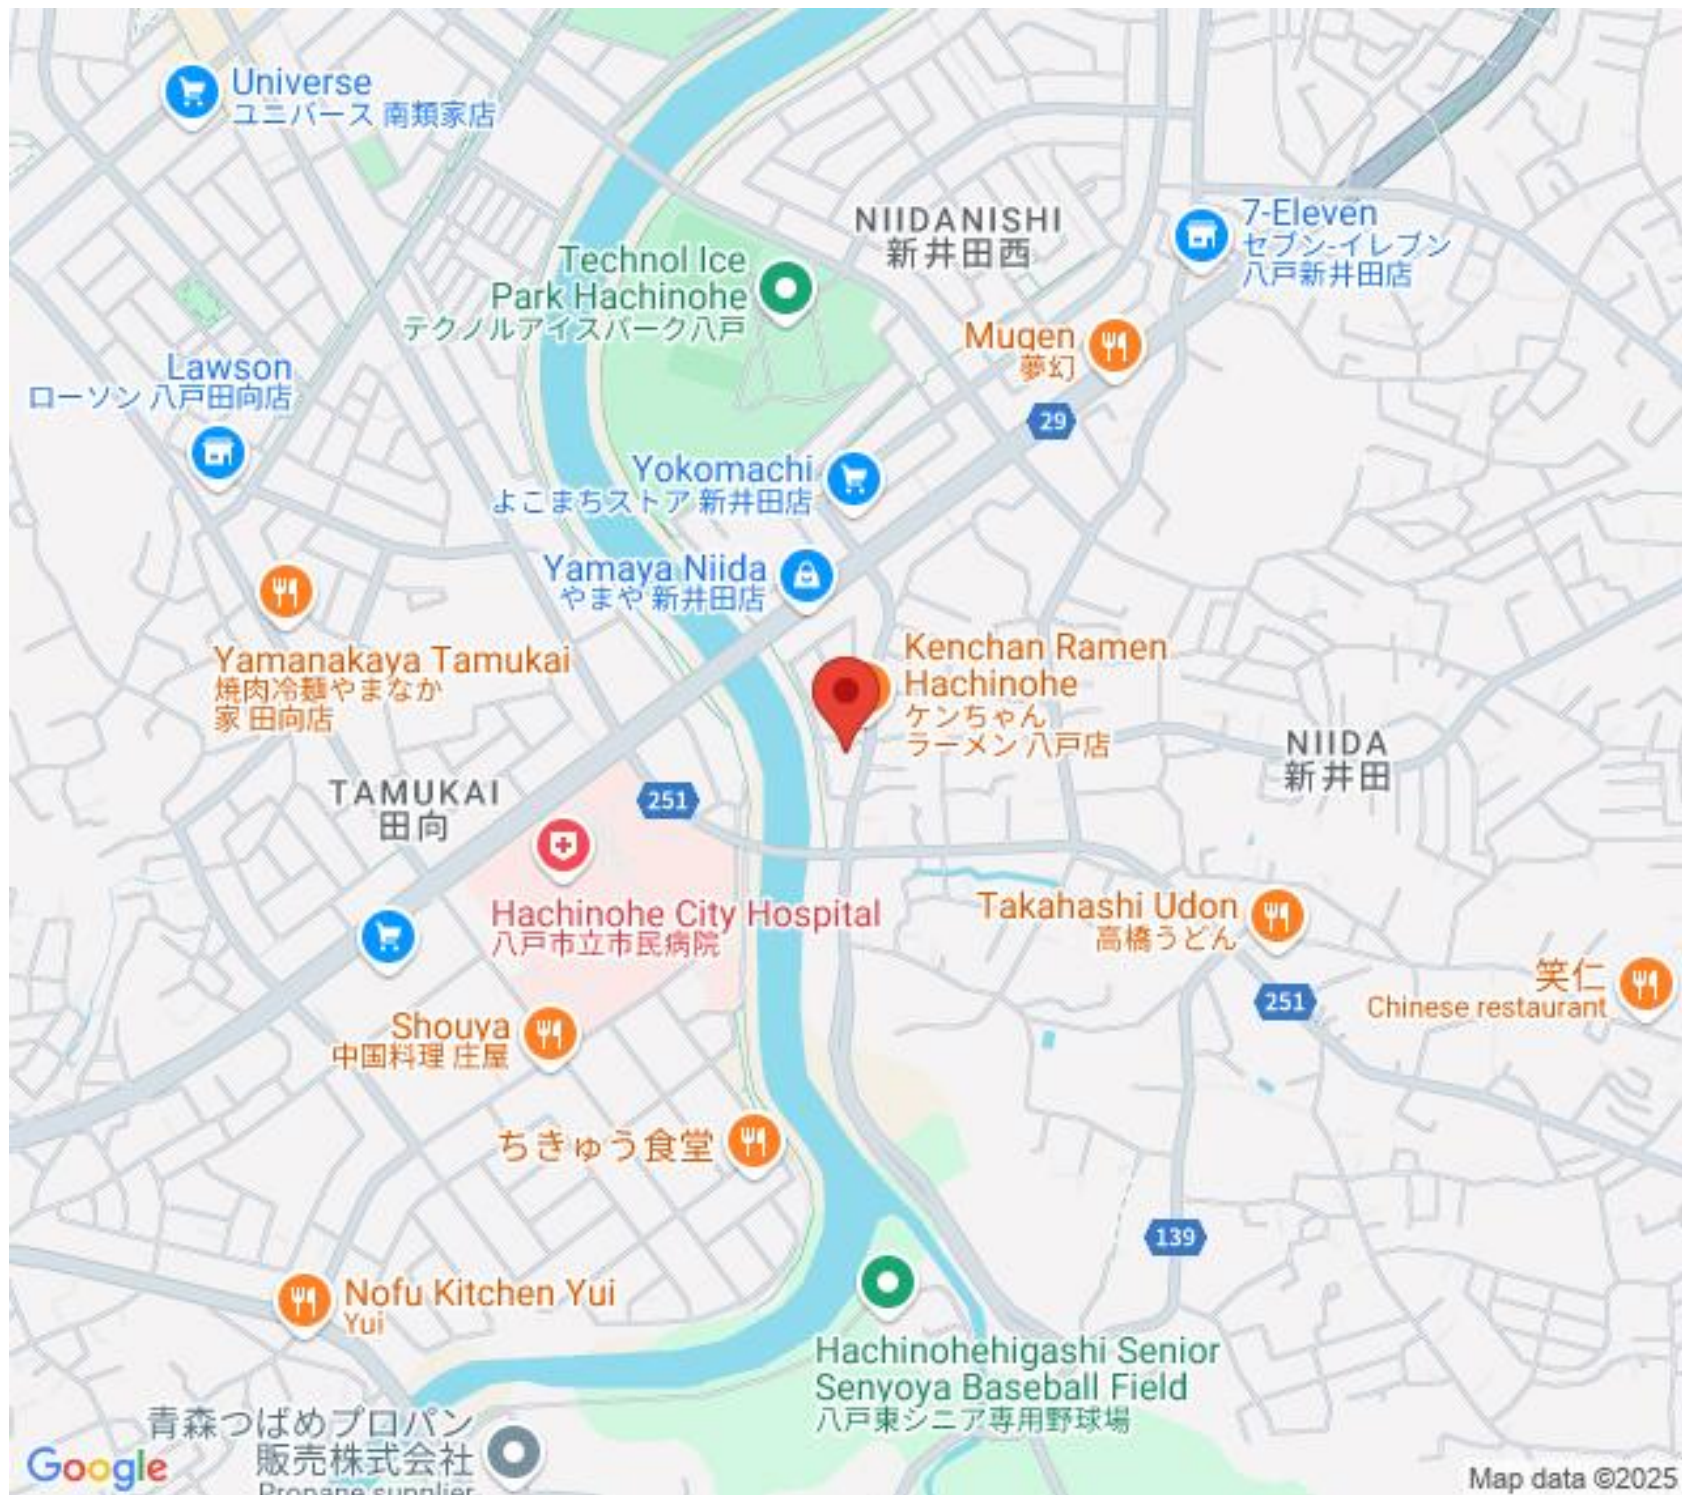 Universe
ユニバース 南類家店
NIIDANISHI
新井田西
7-Eleven
セブン-イレブン
八戸新井田店
Technol Ice
Park Hachinohe
テクノルアイスパーク八戸
Mugen
夢幻
Lawson
ローソン 八戸田向店
29
Yokomachi
よこまちストア 新井田店
Yamaya Niida
やまや 新井田店
Yamanakaya Tamukai
焼肉冷麺やまなか
家 田向店
Kenchan Ramen
Hachinohe
ケンちゃん
ラーメン 八戸店
NIIDA
新井田
TAMUKAI
田向
251
Hachinohe City Hospital
八戸市立市民病院
Takahashi Udon
高橋うどん
251
笑仁
Chinese restaurant
Shouya
中国料理 庄屋
ちきゅう食堂
139
Nofu Kitchen Yui
Yui
Hachinohehigashi Senior
Senyoya Baseball Field
八戸東シニア専用野球場
青森つばめプロパン
販売株式会社
Propane supplier
Google
Map data ©2025